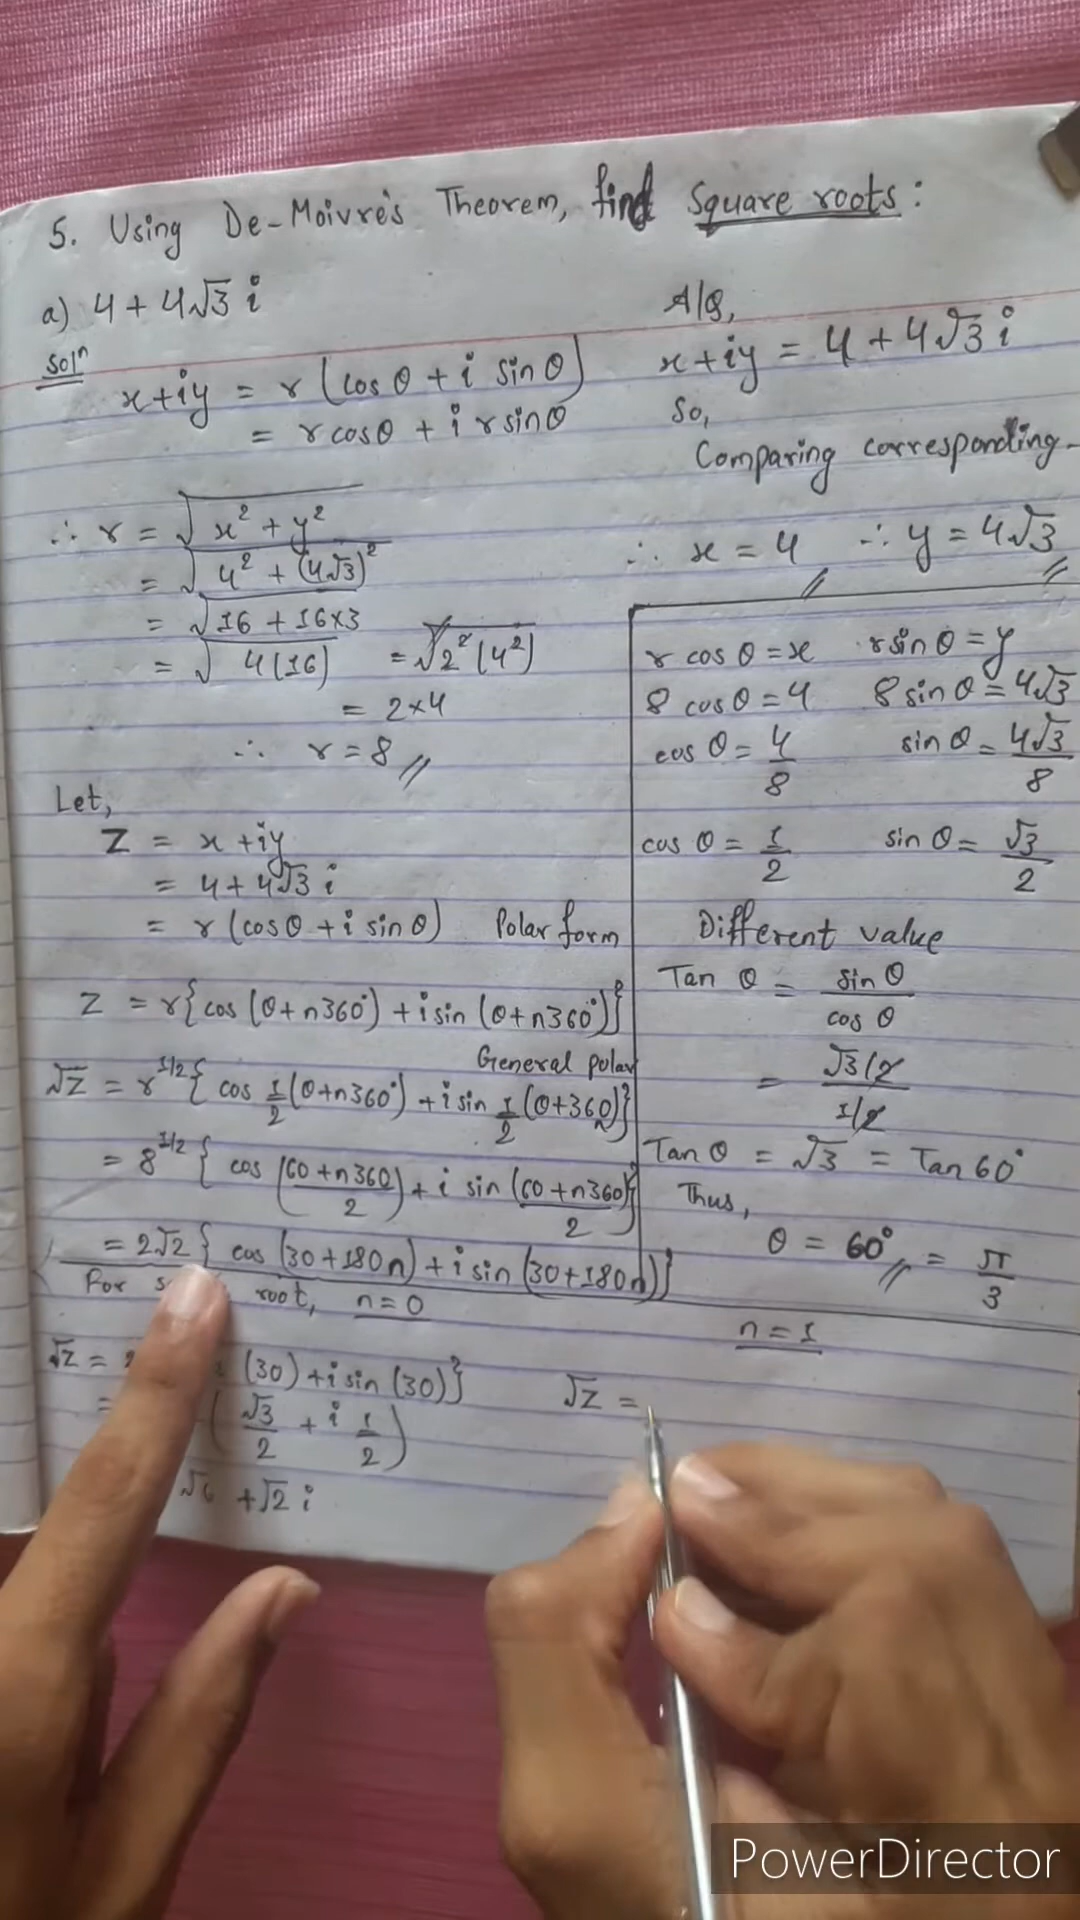 5. Using De-Moivre's Theorem, find Square roots:
a) 4 + 4√3 i
Solⁿ
x+iy = r (cos θ + i sin θ)
= r cos θ + i r sin θ
∴ r = √x² + y²
= √4² + (4√3)²
= √16 + 16×3
= √4(16) = √2²(4²)
= 2×4
∴ r = 8 //
Let,
Z = x + iy
= 4 + 4√3 i
= r (cos θ + i sin θ) Polar form
Z = r{cos (θ+n360°) + i sin (θ+n360°)}
General polar
√Z = r^1/2 { cos 1/2 (θ+n360°) + i sin 1/2 (θ+360n)}
= 8^1/2 { cos (60+n360/2) + i sin (60+n360/2)}
= 2√2 { cos (30+180n) + i sin (30+180n)}
For root, n=0
√Z = (30) + i sin (30)}
= ( √3/2 + i 1/2 )
√6 + √2 i
A/Q,
x+iy = 4 + 4√3 i
So,
Comparing corresponding-
∴ x = 4 ∴ y = 4√3 //
r cos θ = x r sin θ = y
8 cos θ = 4 8 sin θ = 4√3
cos θ = 4/8 sin θ = 4√3/8
cos θ = 1/2 sin θ = √3/2
Different value
Tan θ = sin θ/cos θ
= √3/2 / 1/2
Tan θ = √3 = Tan 60°
Thus,
θ = 60° // = π/3
n = 1
√Z =
PowerDirector